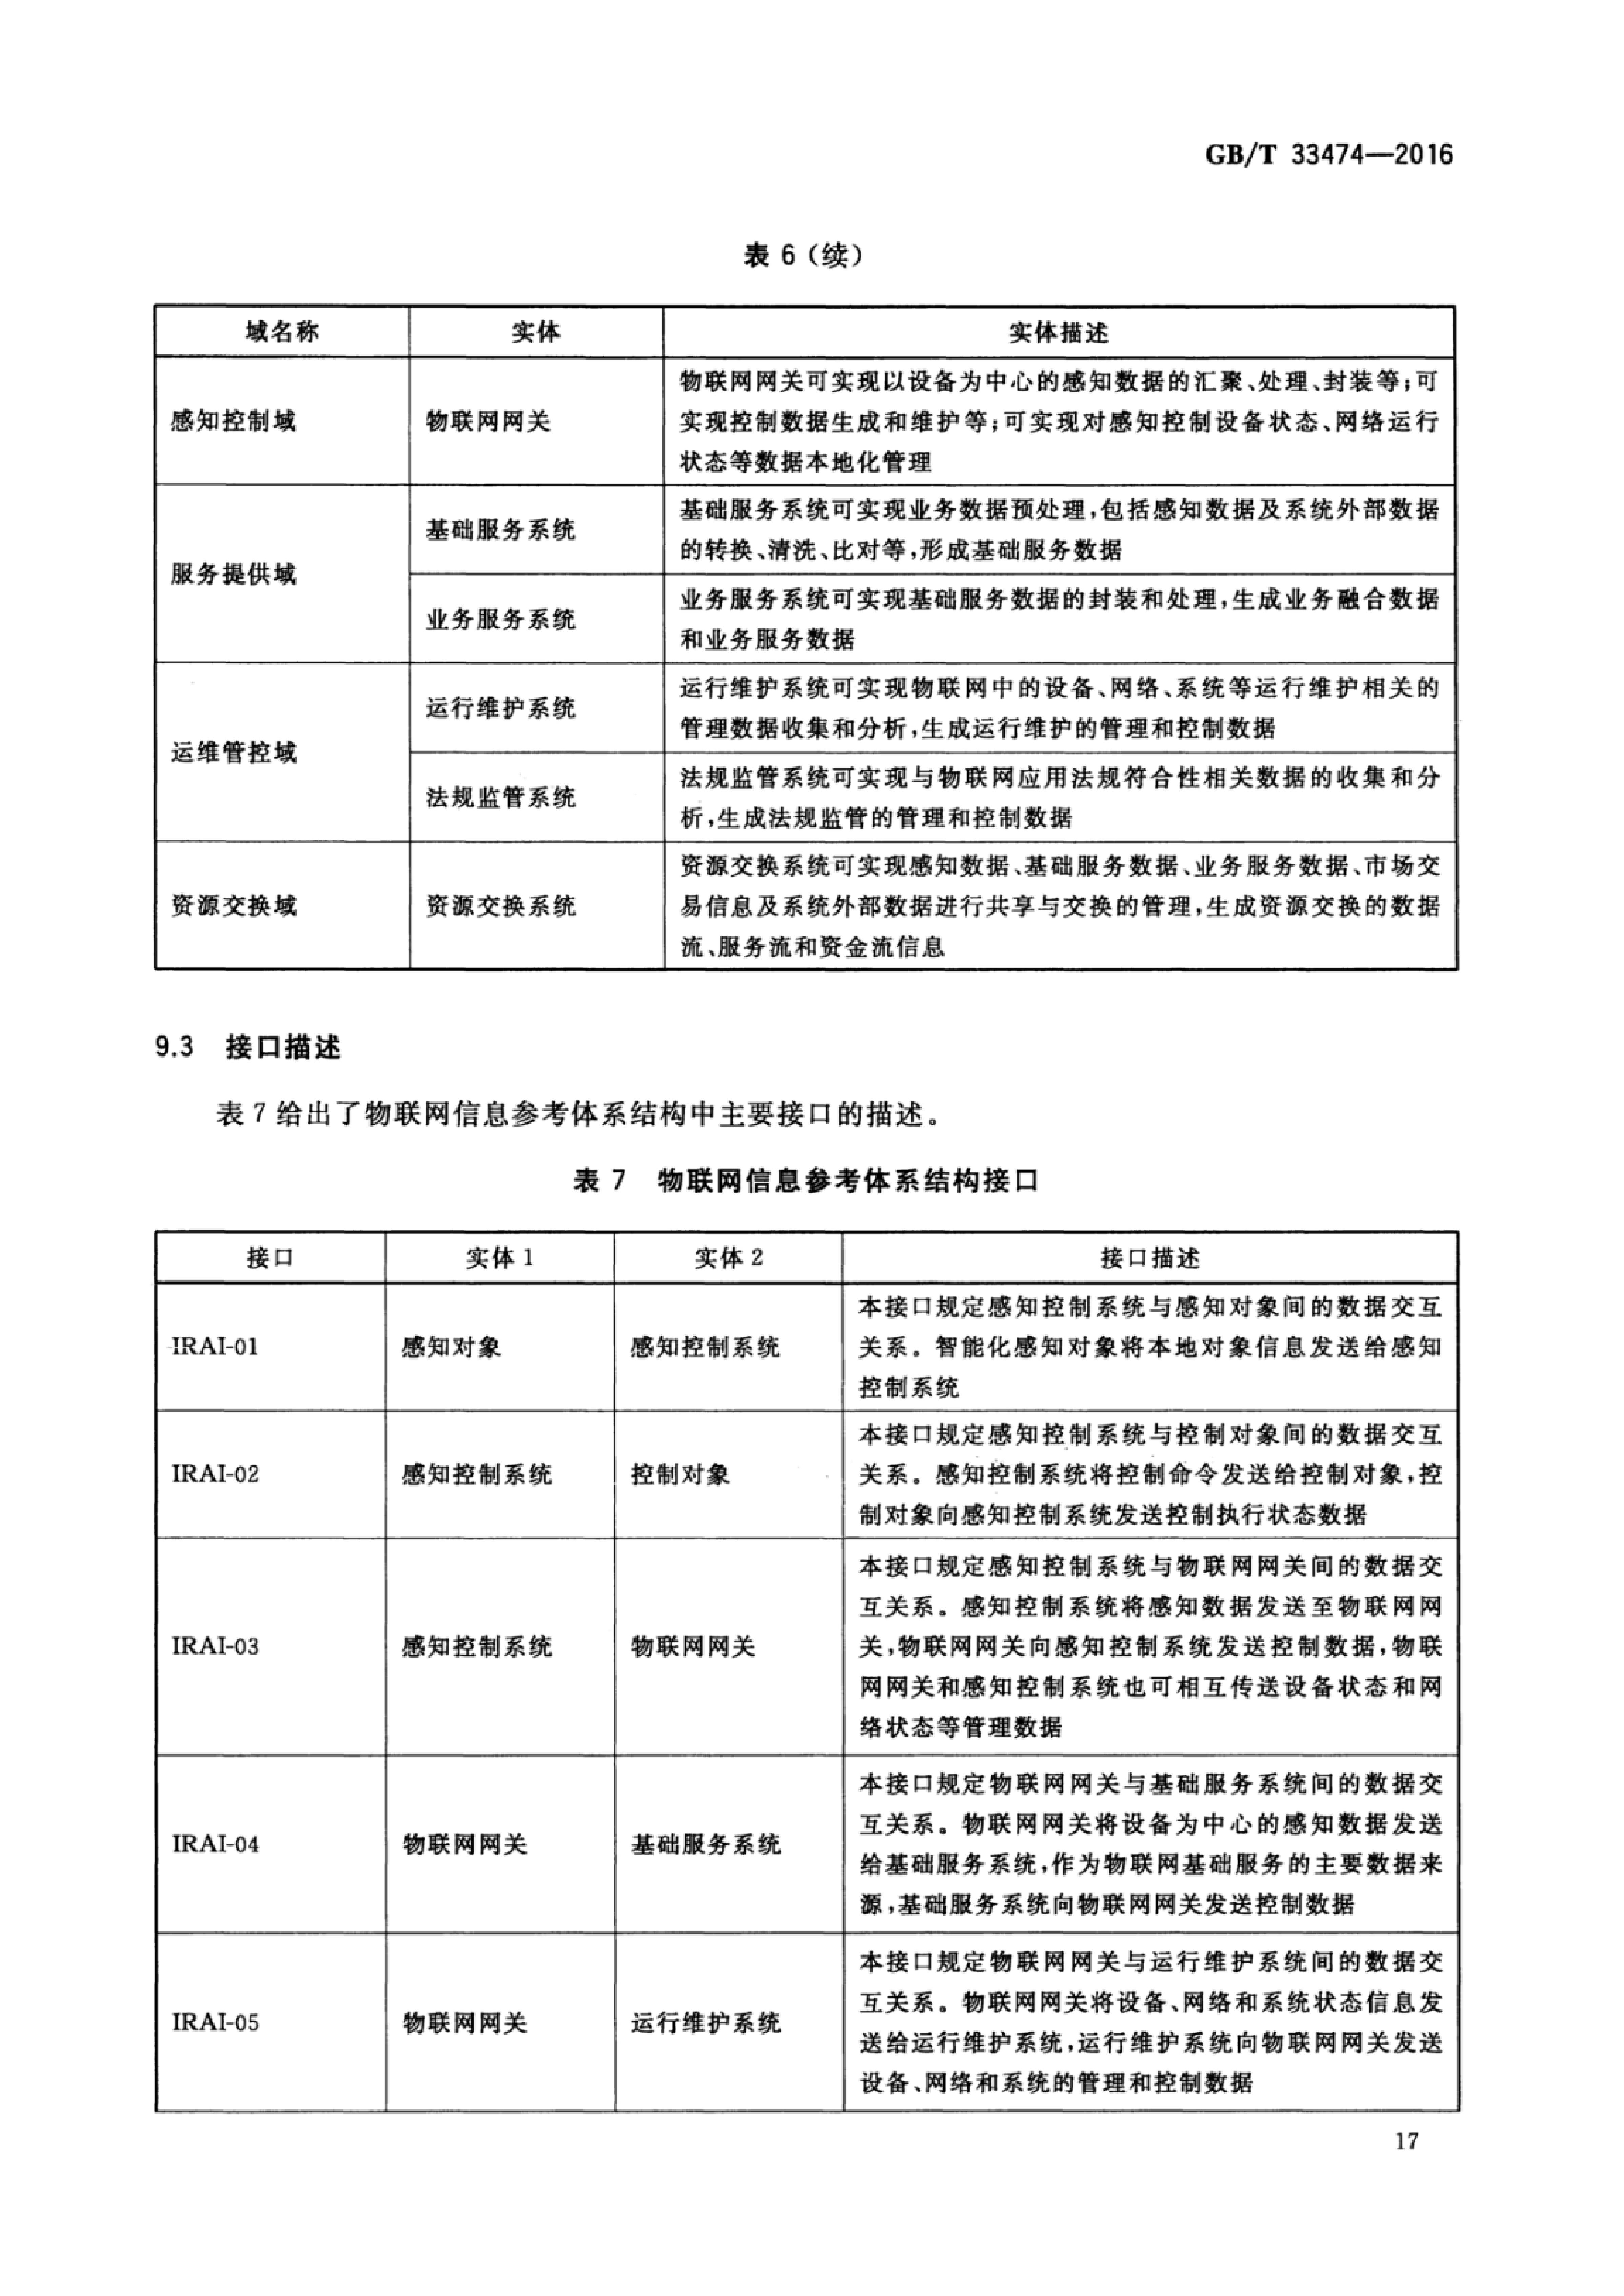 GB/T 33474—2016
表 6（续）
域名称 实体 实体描述
感知控制域 物联网网关
物联网网关可实现以设备为中心的感知数据的汇聚、处理、封装等；可
实现控制数据生成和维护等；可实现对感知控制设备状态、网络运行
状态等数据本地化管理
服务提供域
基础服务系统
基础服务系统可实现业务数据预处理，包括感知数据及系统外部数据
的转换、清洗、比对等，形成基础服务数据
业务服务系统
业务服务系统可实现基础服务数据的封装和处理，生成业务融合数据
和业务服务数据
运维管控域
运行维护系统
运行维护系统可实现物联网中的设备、网络、系统等运行维护相关的
管理数据收集和分析，生成运行维护的管理和控制数据
法规监管系统
法规监管系统可实现与物联网应用法规符合性相关数据的收集和分
析，生成法规监管的管理和控制数据
资源交换域 资源交换系统
资源交换系统可实现感知数据、基础服务数据、业务服务数据、市场交
易信息及系统外部数据进行共享与交换的管理，生成资源交换的数据
流、服务流和资金流信息
9.3 接口描述
表 7 给出了物联网信息参考体系结构中主要接口的描述。
表 7 物联网信息参考体系结构接口
接口 实体 1 实体 2 接口描述
IRAI-01 感知对象 感知控制系统
本接口规定感知控制系统与感知对象间的数据交互
关系。智能化感知对象将本地对象信息发送给感知
控制系统
IRAI-02 感知控制系统 控制对象
本接口规定感知控制系统与控制对象间的数据交互
关系。感知控制系统将控制命令发送给控制对象，控
制对象向感知控制系统发送控制执行状态数据
IRAI-03 感知控制系统 物联网网关
本接口规定感知控制系统与物联网网关间的数据交
互关系。感知控制系统将感知数据发送至物联网网
关，物联网网关向感知控制系统发送控制数据，物联
网网关和感知控制系统也可相互传送设备状态和网
络状态等管理数据
IRAI-04 物联网网关 基础服务系统
本接口规定物联网网关与基础服务系统间的数据交
互关系。物联网网关将设备为中心的感知数据发送
给基础服务系统，作为物联网基础服务的主要数据来
源，基础服务系统向物联网网关发送控制数据
IRAI-05 物联网网关 运行维护系统
本接口规定物联网网关与运行维护系统间的数据交
互关系。物联网网关将设备、网络和系统状态信息发
送给运行维护系统，运行维护系统向物联网网关发送
设备、网络和系统的管理和控制数据
17